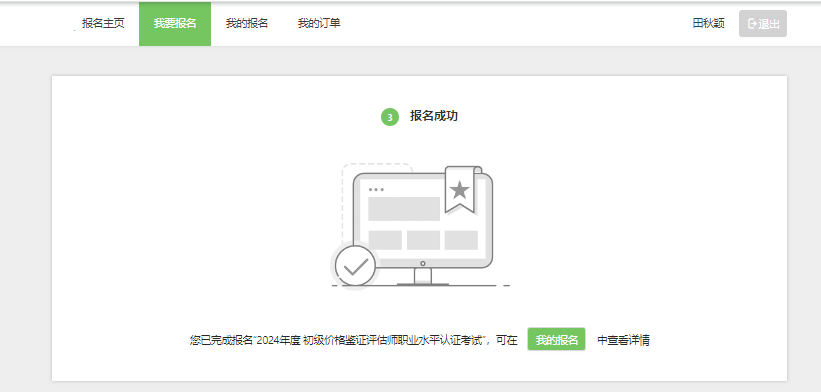 报名主页 我要报名 我的报名 我的订单 田秋颖 退出
3 报名成功
您已完成报名"2024年度 初级价格鉴证评估师职业水平认证考试"，可在 我的报名 中查看详情